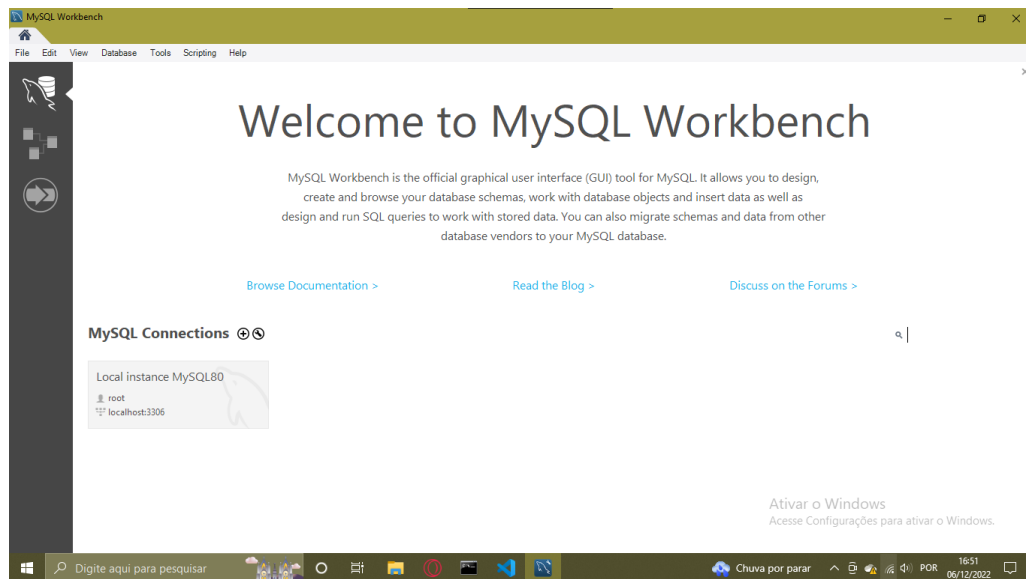 MySQL Workbench
File Edit View Database Tools Scripting Help
Welcome to MySQL Workbench
MySQL Workbench is the official graphical user interface (GUI) tool for MySQL. It allows you to design,
create and browse your database schemas, work with database objects and insert data as well as
design and run SQL queries to work with stored data. You can also migrate schemas and data from other
database vendors to your MySQL database.
Browse Documentation > Read the Blog > Discuss on the Forums >
MySQL Connections
Local instance MySQL80
root
localhost:3306
Ativar o Windows
Acesse Configurações para ativar o Windows.
Digite aqui para pesquisar
Chuva por parar
POR
16:51
06/12/2022